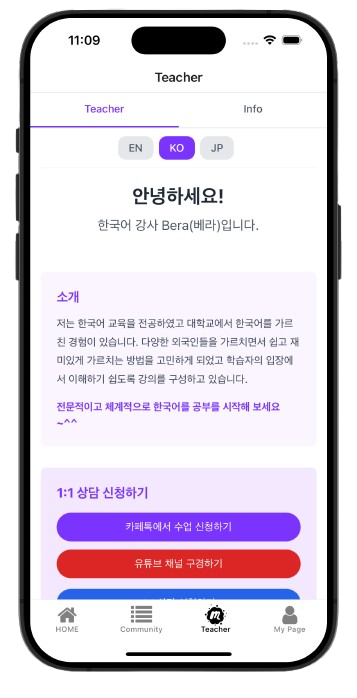 11:09
Teacher
Teacher Info
EN KO JP
안녕하세요!
한국어 강사 Bera(베라)입니다.
소개
저는 한국어 교육을 전공하였고 대학교에서 한국어를 가르
친 경험이 있습니다. 다양한 외국인들을 가르치면서 쉽고 재
미있게 가르치는 방법을 고민하게 되었고 학습자의 입장에
서 이해하기 쉽도록 강의를 구성하고 있습니다.
전문적이고 체계적으로 한국어를 공부를 시작해 보세요
~^^
1:1 상담 신청하기
카페톡에서 수업 신청하기
유튜브 채널 구경하기
HOME Community Teacher My Page